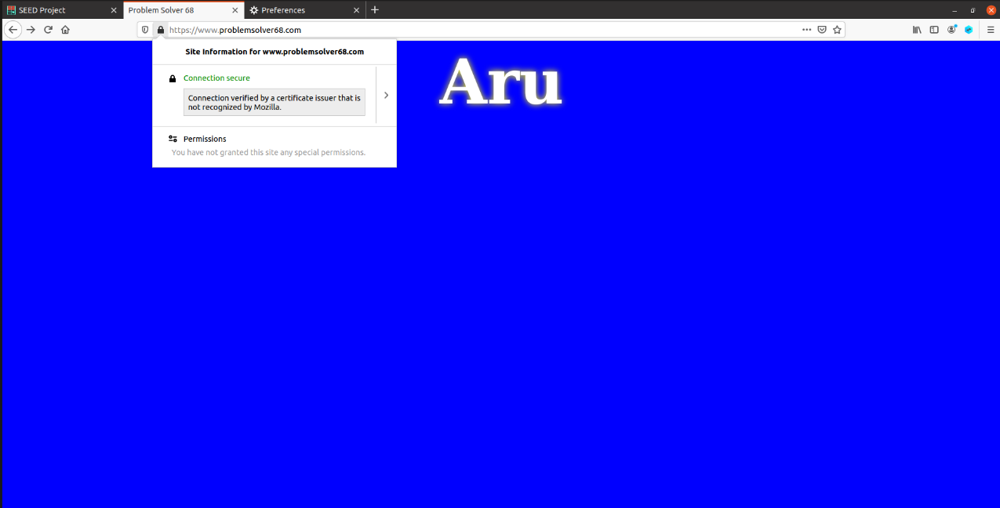 SEED Project
Problem Solver 68
Preferences
https://www.problemsolver68.com
Site Information for www.problemsolver68.com
Connection secure
Connection verified by a certificate issuer that is
not recognized by Mozilla.
Permissions
You have not granted this site any special permissions.
Aru